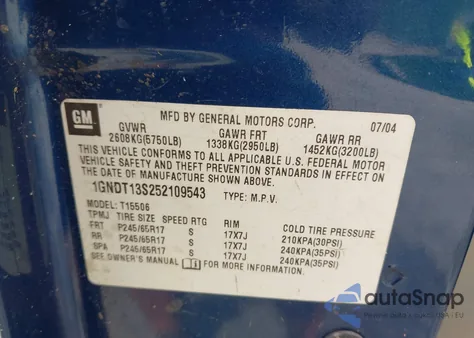 GM
MFD BY GENERAL MOTORS CORP.
07/04
GVWR GAWR FRT GAWR RR
2608KG(5750LB) 1338KG(2950LB) 1452KG(3200LB)
THIS VEHICLE CONFORMS TO ALL APPLICABLE U.S. FEDERAL MOTOR
VEHICLE SAFETY AND THEFT PREVENTION STANDARDS IN EFFECT ON
THE DATE OF MANUFACTURE SHOWN ABOVE.
1GNDT13S252109543 TYPE: M.P.V.
MODEL: T15506
TPMJ TIRE SIZE SPEED RTG RIM COLD TIRE PRESSURE
FRT P245/65R17 S 17X7J 210KPA(30PSI)
RR P245/65R17 S 17X7J 240KPA(35PSI)
SPA P245/65R17 S 17X7J 240KPA(35PSI)
SEE OWNER'S MANUAL FOR MORE INFORMATION.
autaSnap